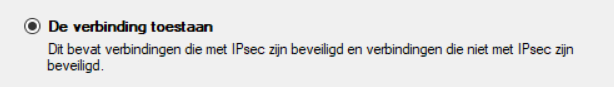 De verbinding toestaan
Dit bevat verbindingen die met IPsec zijn beveiligd en verbindingen die niet met IPsec zijn
beveiligd.